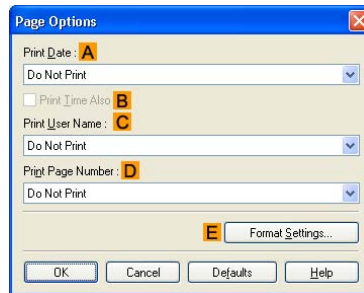 Page Options
Print Date : A
Do Not Print
Print Time Also B
Print User Name : C
Do Not Print
Print Page Number : D
Do Not Print
E Format Settings...
OK Cancel Defaults Help